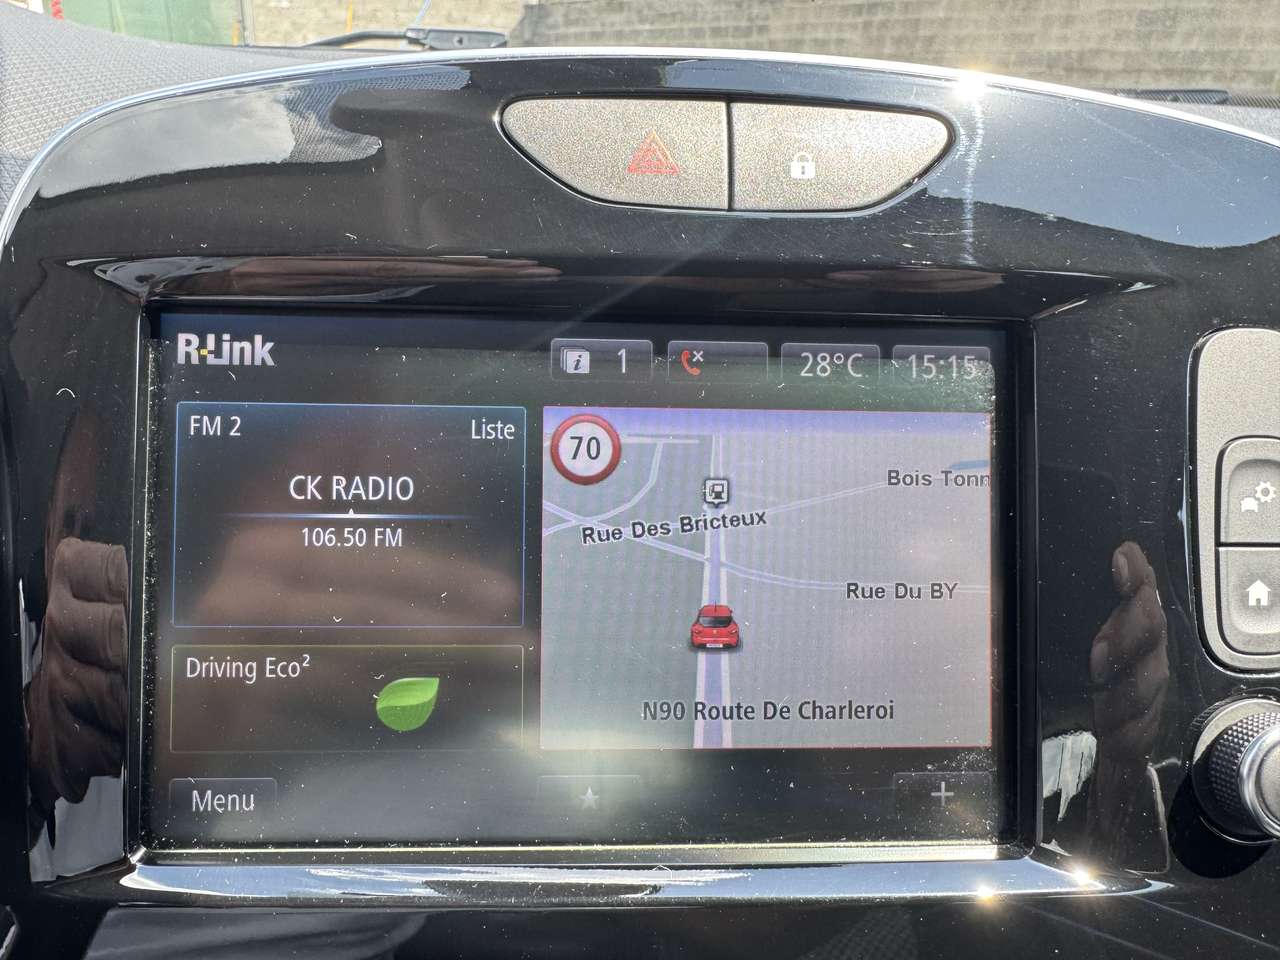 R-Link
1
28°C
15:15
FM 2
Liste
CK RADIO
106.50 FM
Driving Eco²
Menu
70
Bois Tonn
Rue Des Bricteux
Rue Du BY
N90 Route De Charleroi
+